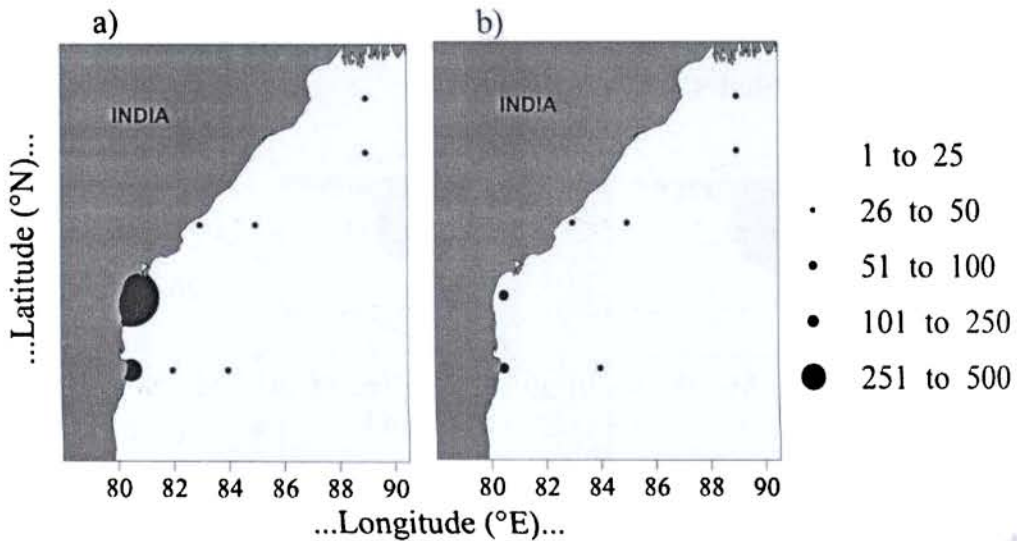 a)
b)
INDIA
INDIA
1 to 25
26 to 50
51 to 100
101 to 250
251 to 500
...Latitude (°N)...
80 82 84 86 88 90
80 82 84 86 88 90
...Longitude (°E)...